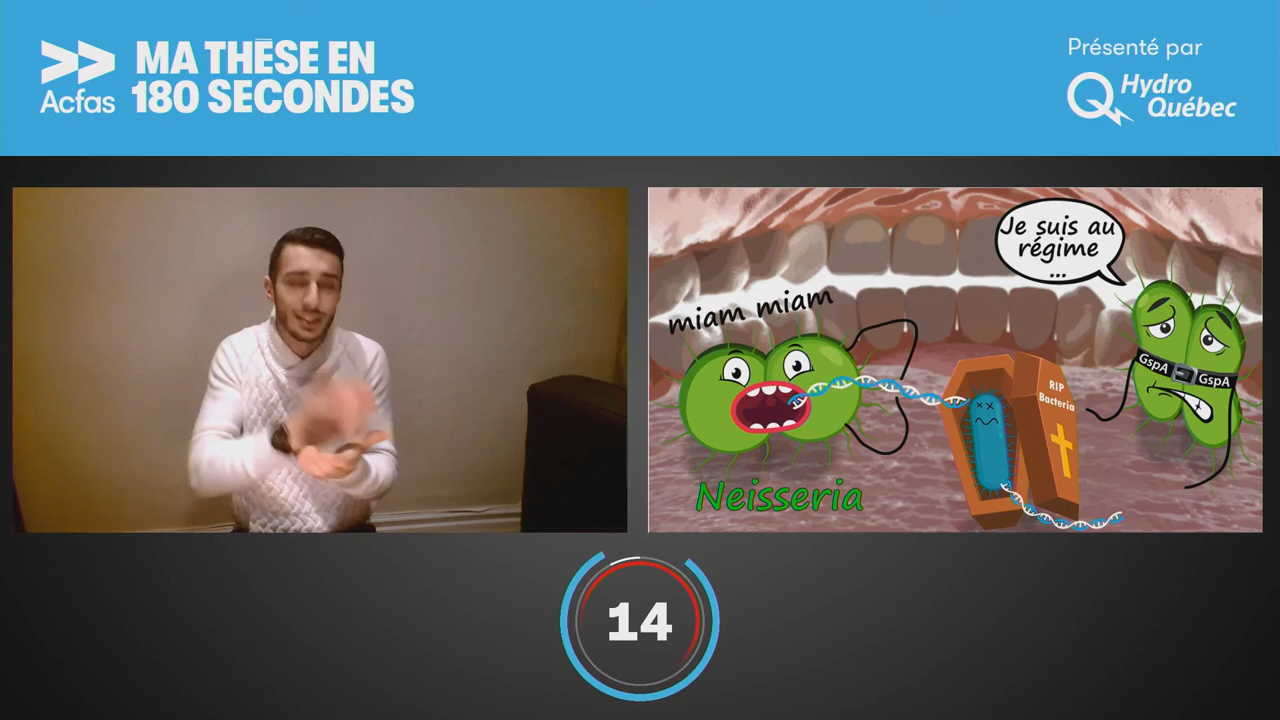 Acfas
MA THÈSE EN
180 SECONDES
Présenté par
Hydro
Québec
Je suis au
régime
...
miam miam
GspA
GspA
RIP
Bacteria
Neisseria
14